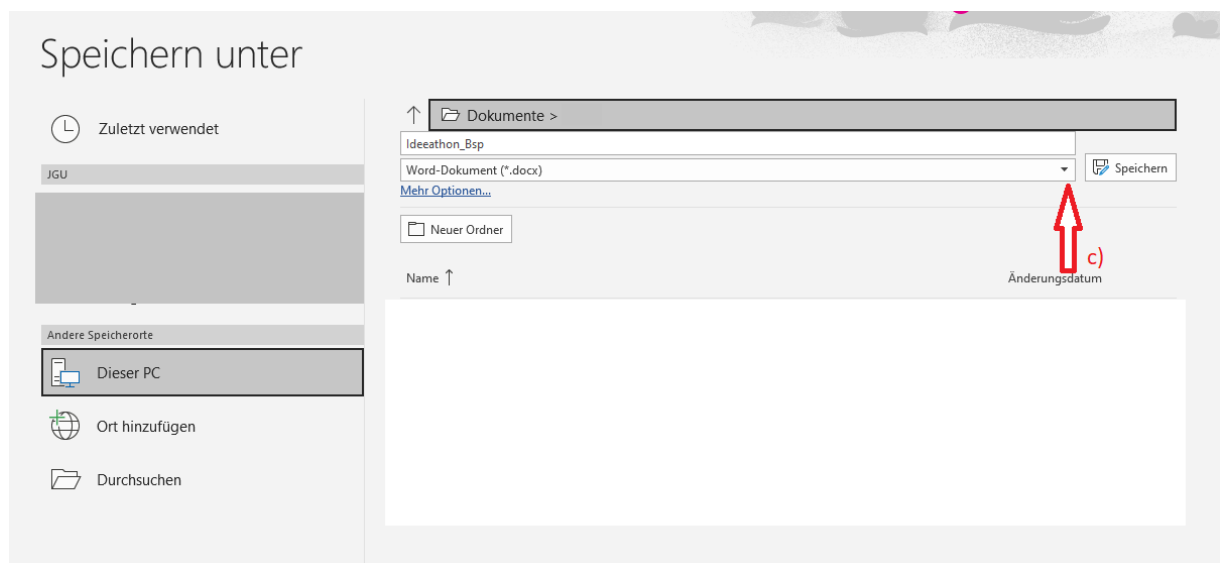 Speichern unter
Zuletzt verwendet
JGU
Andere Speicherorte
Dieser PC
Ort hinzufügen
Durchsuchen
Dokumente >
Ideeathon_Bsp
Word-Dokument (*.docx)
Speichern
Mehr Optionen...
Neuer Ordner
c)
Name ↑ Änderungsdatum